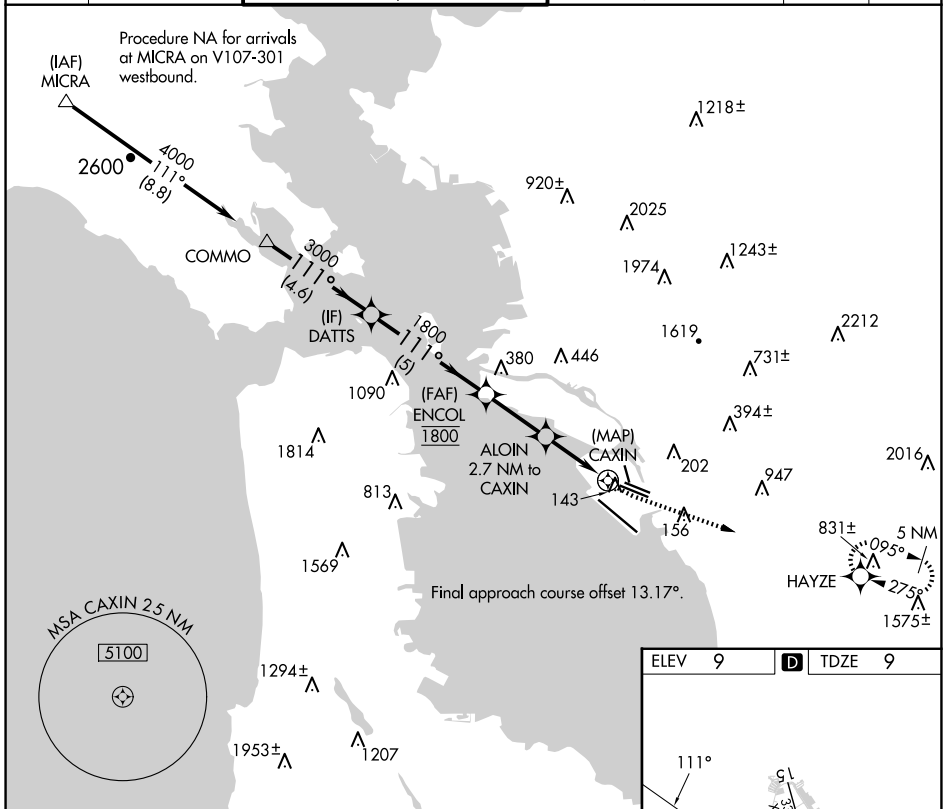 Procedure NA for arrivals
at MICRA on V107-301
westbound.
(IAF)
MICRA
2600
4000
111°
(8.8)
COMMO
3000
111°
(4.6)
(IF)
DATTS
1800
111°
(5)
(FAF)
ENCOL
1800
ALOIN
2.7 NM to
CAXIN
(MAP)
CAXIN
1218±
920±
2025
1974
1243±
1619
2212
731±
380
446
394±
1090
1814
813
1569
202
947
2016
143
156
831±
5 NM
095°
275°
HAYZE
1575±
Final approach course offset 13.17°.
MSA CAXIN 25 NM
5100
1294±
1953±
1207
ELEV 9
D
TDZE 9
111°
15